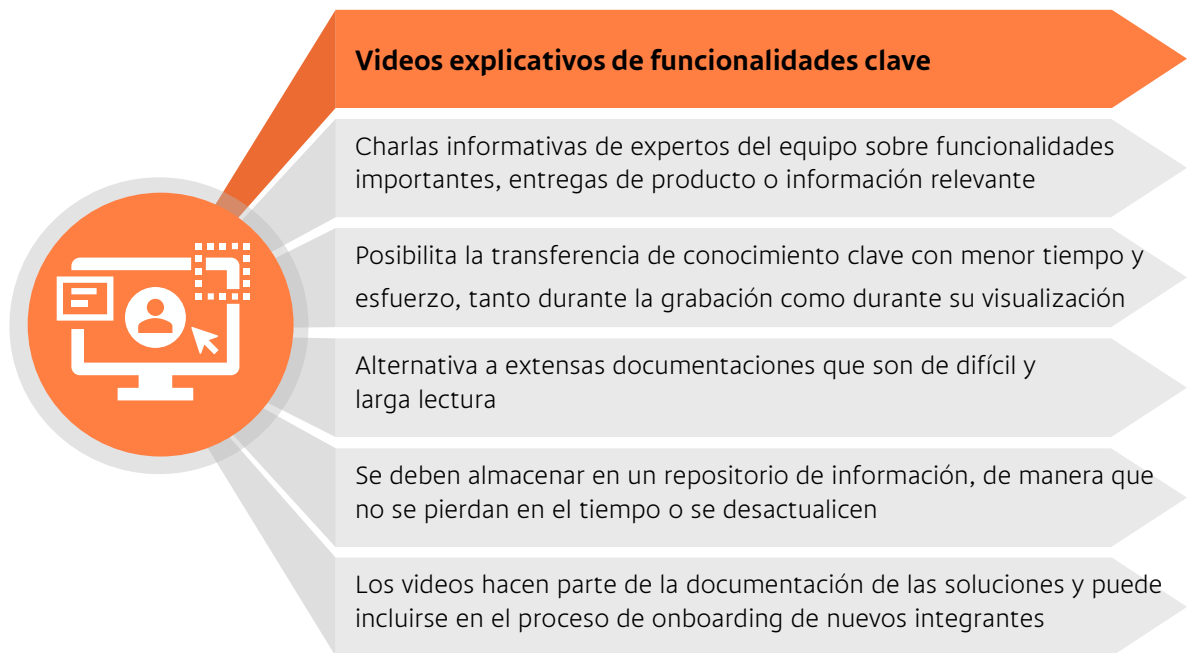 Videos explicativos de funcionalidades clave
Charlas informativas de expertos del equipo sobre funcionalidades
importantes, entregas de producto o información relevante
Posibilita la transferencia de conocimiento clave con menor tiempo y
esfuerzo, tanto durante la grabación como durante su visualización
Alternativa a extensas documentaciones que son de difícil y
larga lectura
Se deben almacenar en un repositorio de información, de manera que
no se pierdan en el tiempo o se desactualicen
Los videos hacen parte de la documentación de las soluciones y puede
incluirse en el proceso de onboarding de nuevos integrantes